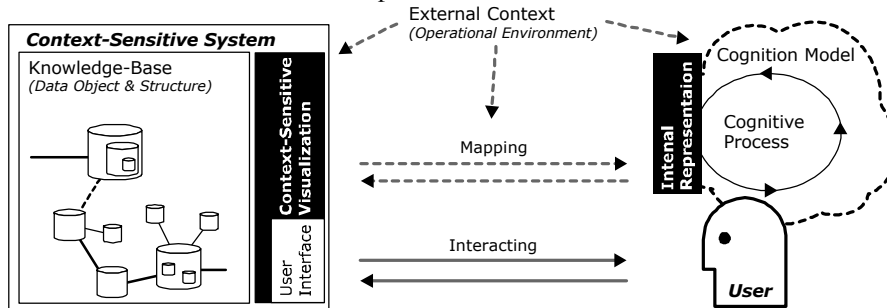 External Context
(Operational Environment)
Context-Sensitive System
Knowledge-Base
(Data Object & Structure)
Context-Sensitive
Visualization
User
Interface
Mapping
Interacting
Intenal
Representaion
Cognition Model
Cognitive
Process
User